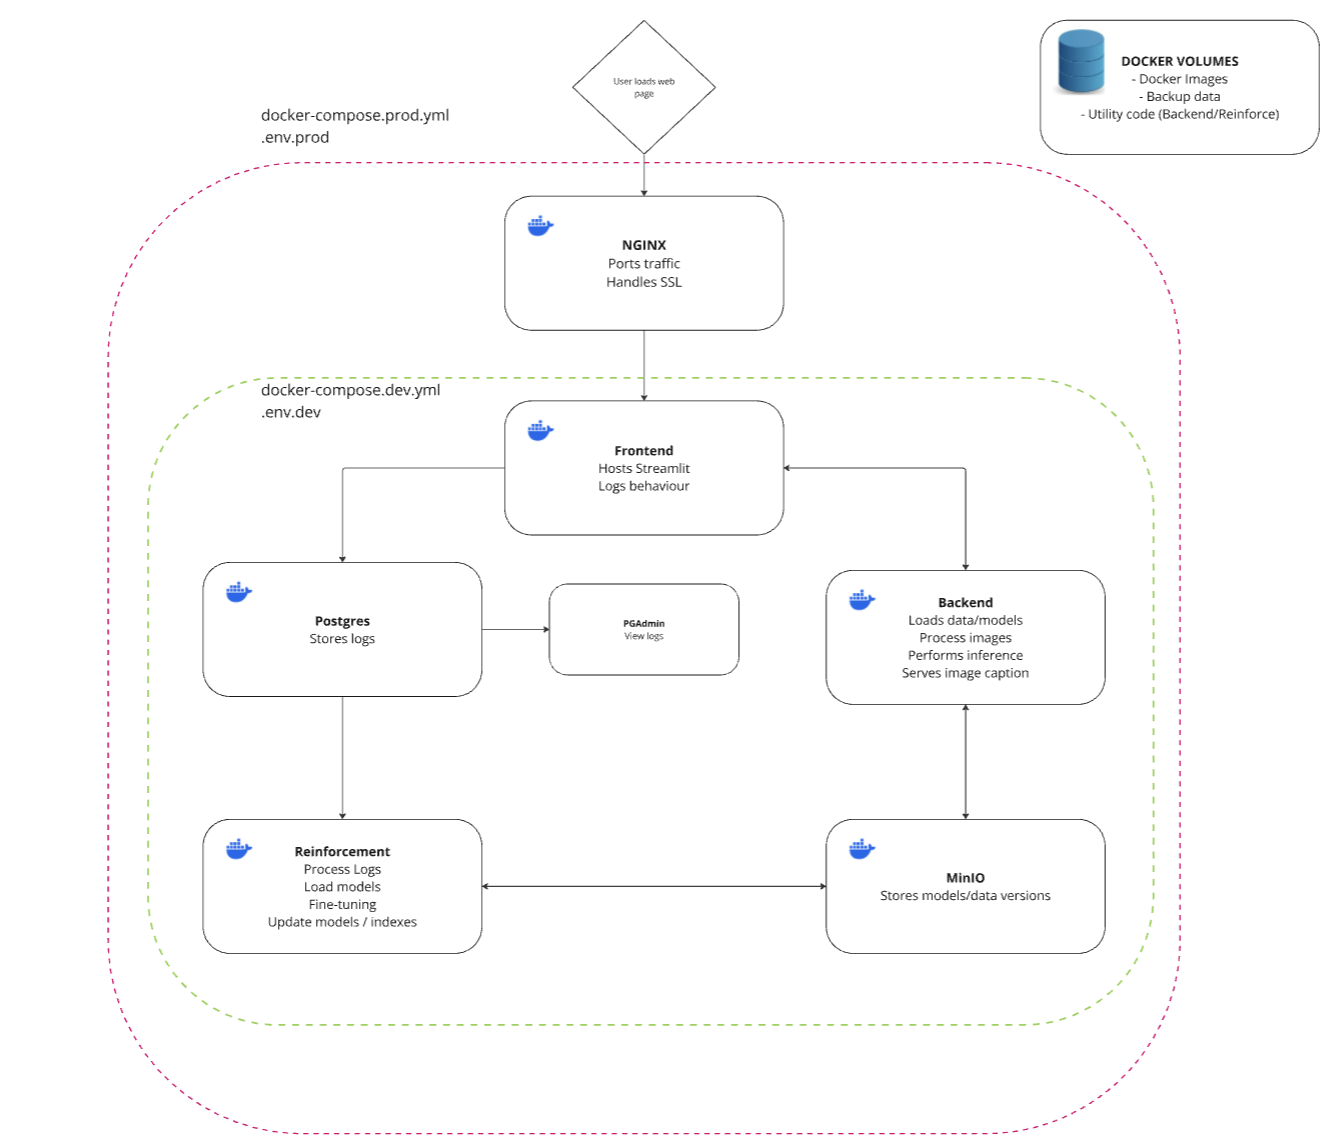 User loads web
page
DOCKER VOLUMES
- Docker Images
- Backup data
- Utility code (Backend/Reinforce)
docker-compose.prod.yml
.env.prod
NGINX
Ports traffic
Handles SSL
docker-compose.dev.yml
.env.dev
Frontend
Hosts Streamlit
Logs behaviour
Postgres
Stores logs
PGAdmin
View logs
Backend
Loads data/models
Process images
Performs inference
Serves image caption
Reinforcement
Process Logs
Load models
Fine-tuning
Update models / indexes
MinIO
Stores models/data versions